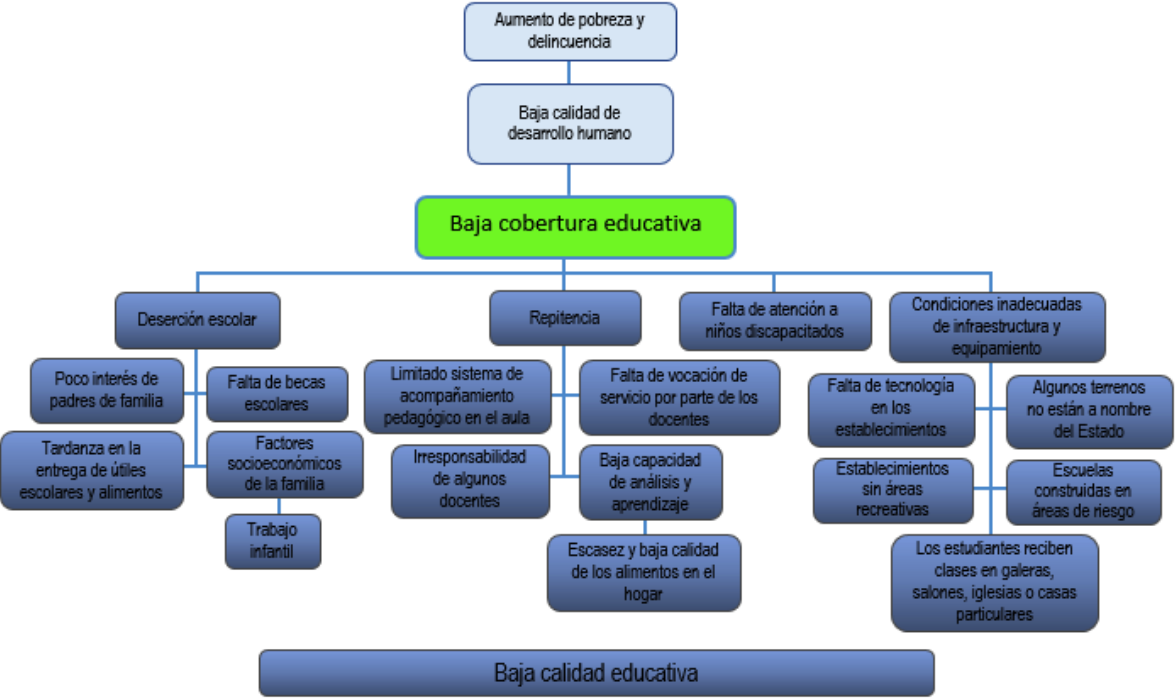 Aumento de pobreza y
delincuencia
Baja calidad de
desarrollo humano
Baja cobertura educativa
Deserción escolar
Repitencia
Falta de atención a
niños discapacitados
Condiciones inadecuadas
de infraestructura y
equipamiento
Poco interés de
padres de familia
Falta de becas
escolares
Tardanza en la
entrega de útiles
escolares y alimentos
Factores
socioeconómicos
de la familia
Trabajo
infantil
Limitado sistema de
acompañamiento
pedagógico en el aula
Falta de vocación de
servicio por parte de los
docentes
Irresponsabilidad
de algunos
docentes
Baja capacidad
de análisis y
aprendizaje
Escasez y baja calidad
de los alimentos en el
hogar
Falta de tecnología
en los
establecimientos
Algunos terrenos
no están a nombre
del Estado
Establecimientos
sin áreas
recreativas
Escuelas
construidas en
áreas de riesgo
Los estudiantes reciben
clases en galeras,
salones, iglesias o casas
particulares
Baja calidad educativa